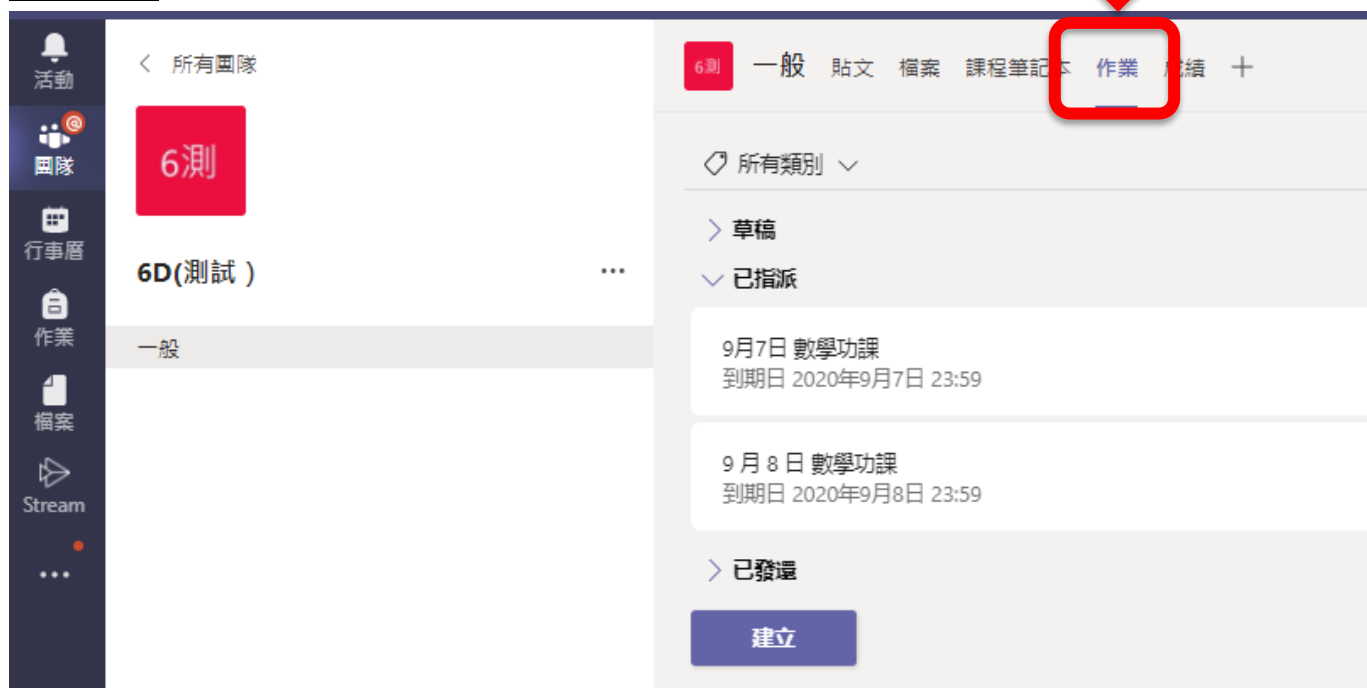 活動
團隊
行事曆
作業
檔案
Stream
所有團隊
6測
6D(測試 )
一般
6測 一般 貼文 檔案 課程筆記本 作業 成績
所有類別
草稿
已指派
9月7日 數學功課
到期日 2020年9月7日 23:59
9 月 8 日 數學功課
到期日 2020年9月8日 23:59
已發還
建立